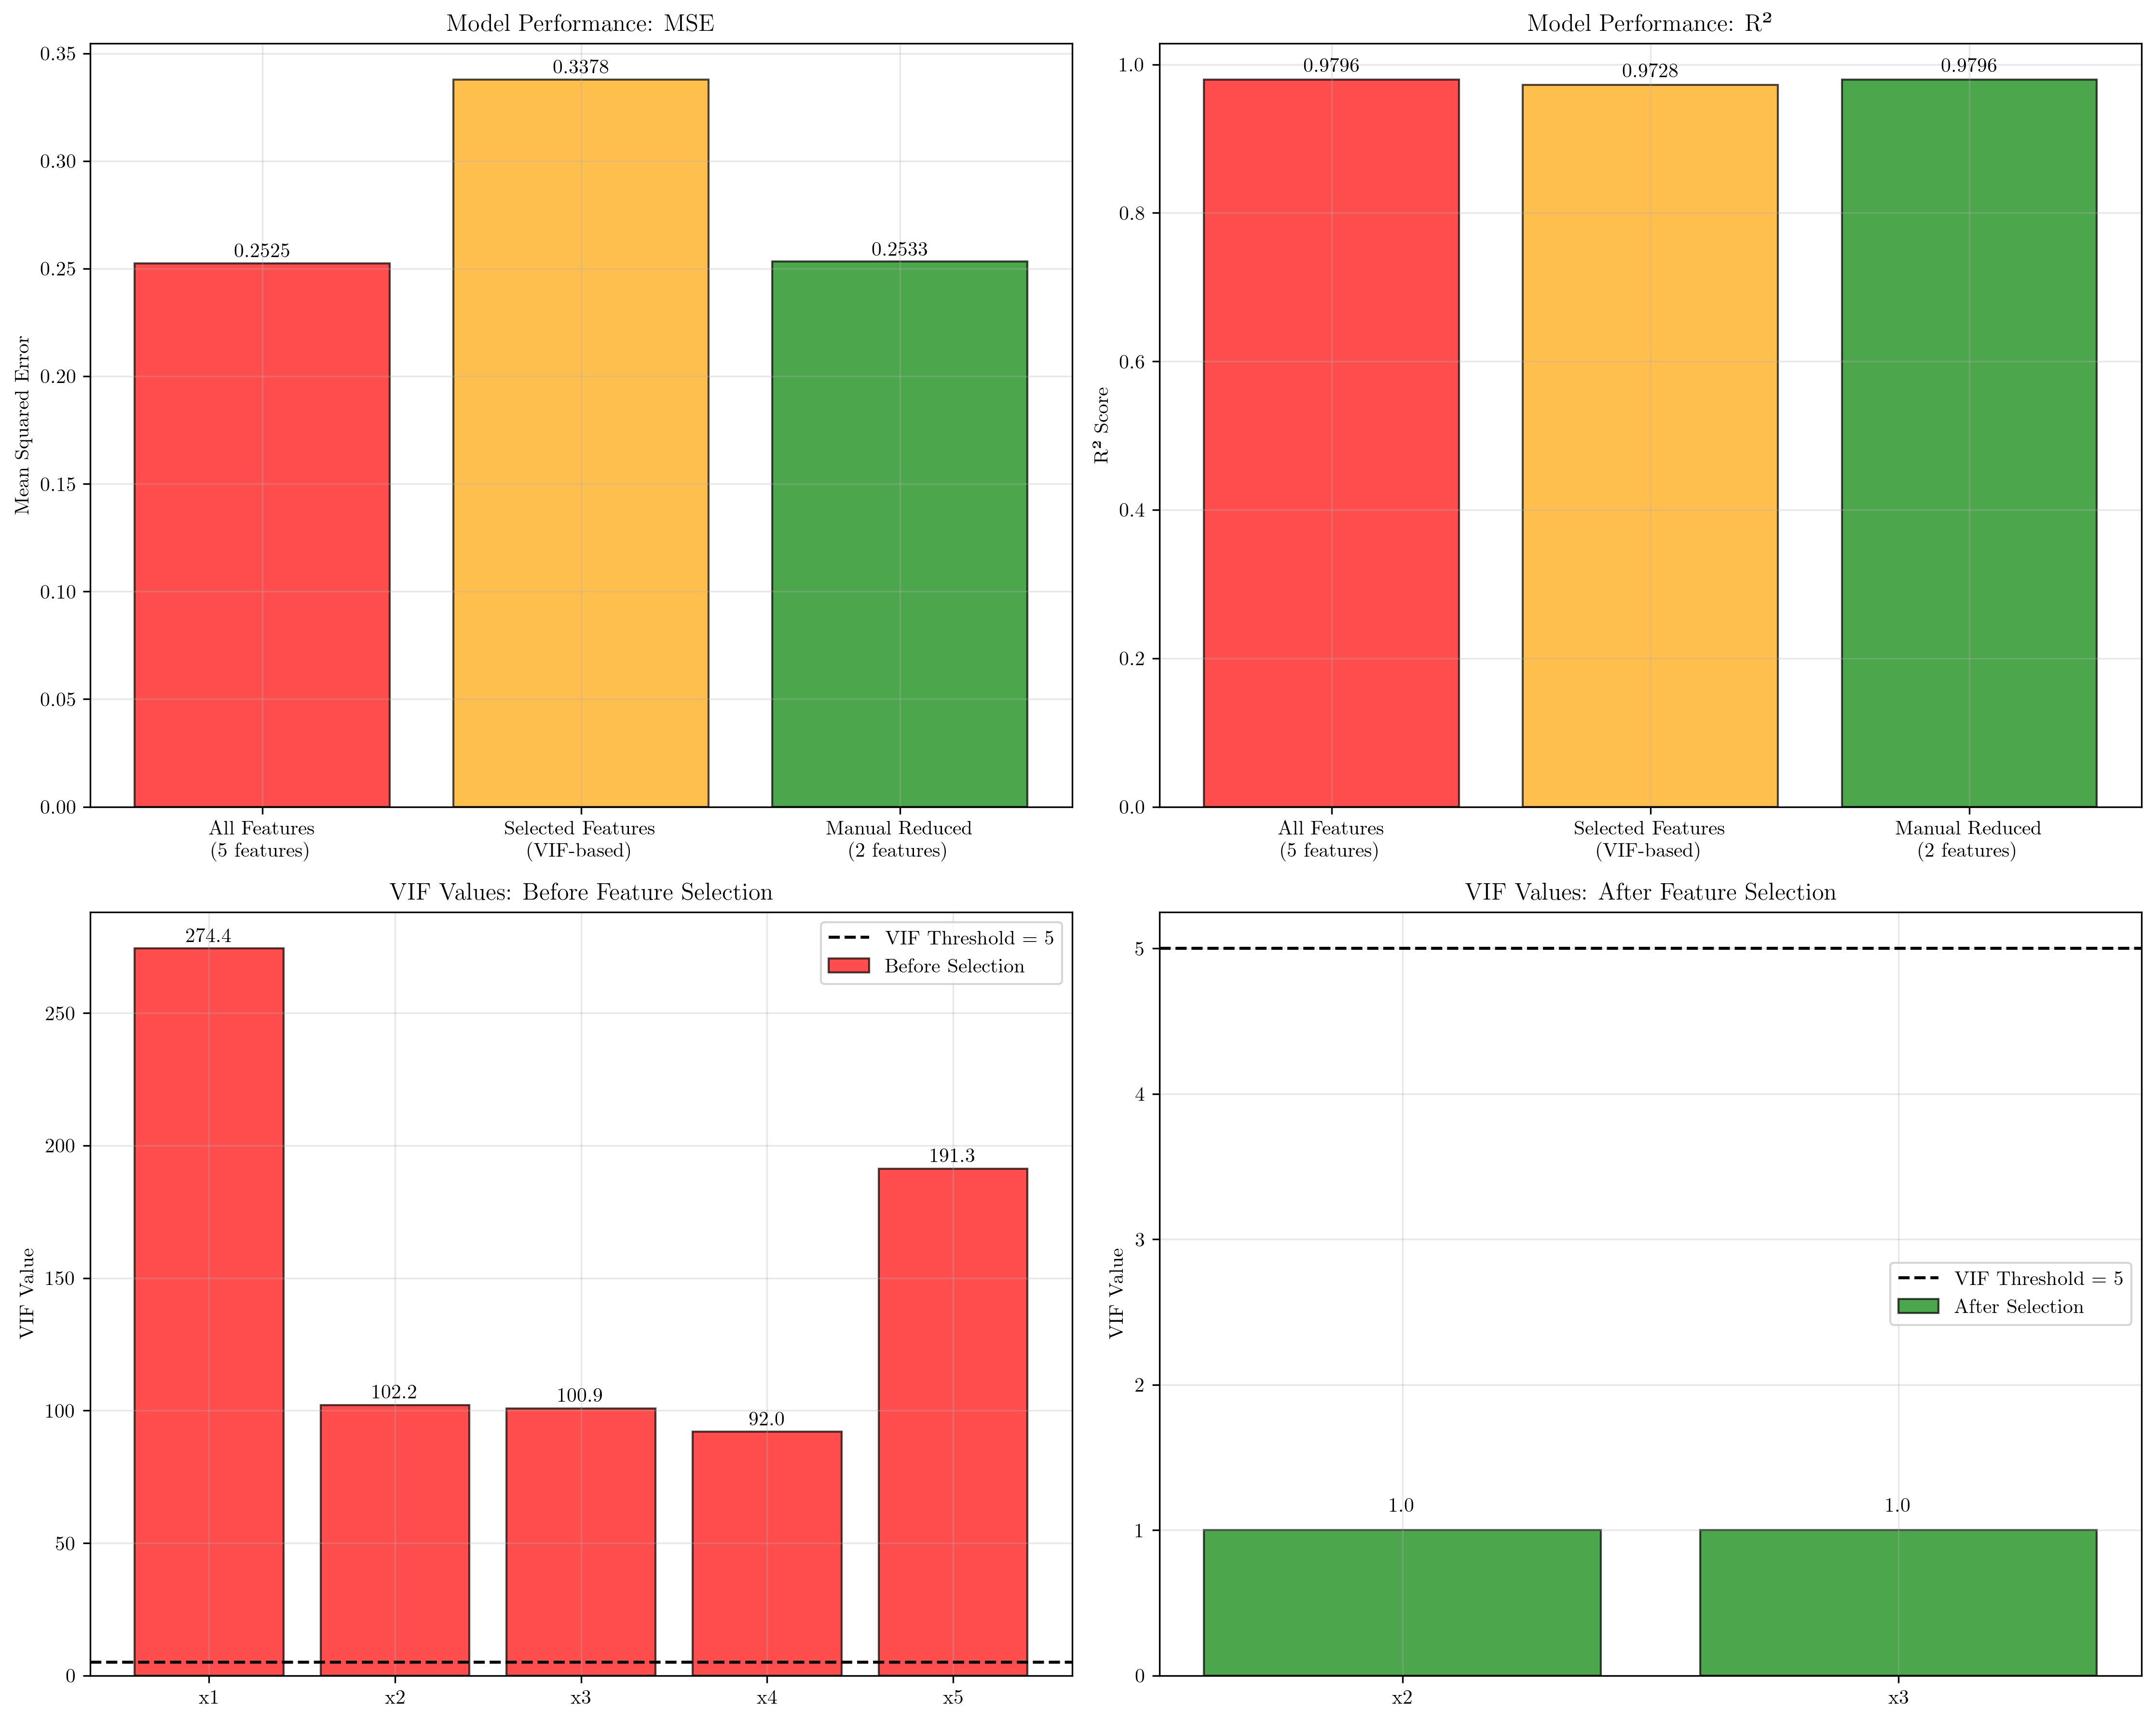 Model Performance: MSE
Mean Squared Error
0.35
0.30
0.25
0.20
0.15
0.10
0.05
0.00
0.2525
0.3378
0.2533
All Features
(5 features)
Selected Features
(VIF-based)
Manual Reduced
(2 features)
Model Performance: R²
R² Score
1.0
0.8
0.6
0.4
0.2
0.0
0.9796
0.9728
0.9796
All Features
(5 features)
Selected Features
(VIF-based)
Manual Reduced
(2 features)
VIF Values: Before Feature Selection
VIF Value
250
200
150
100
50
0
274.4
102.2
100.9
92.0
191.3
VIF Threshold = 5
Before Selection
x1
x2
x3
x4
x5
VIF Values: After Feature Selection
VIF Value
5
4
3
2
1
0
VIF Threshold = 5
After Selection
1.0
1.0
x2
x3